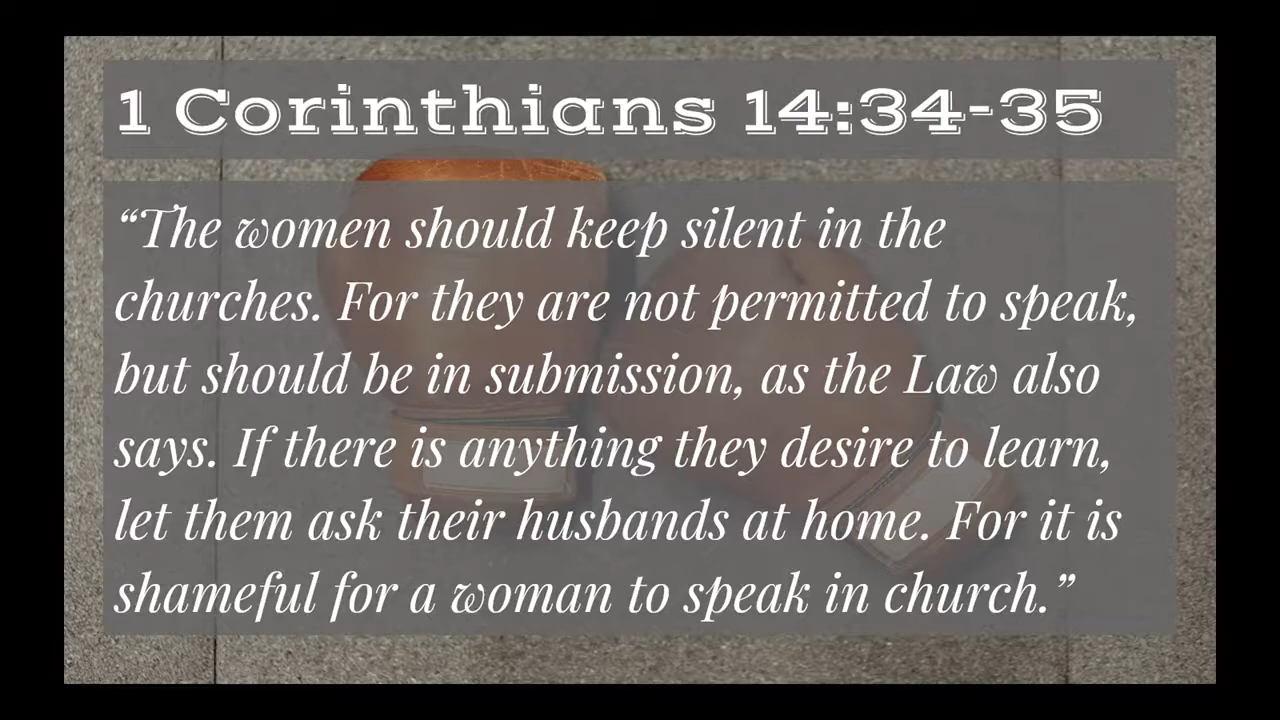 1 Corinthians 14:34-35
“The women should keep silent in the
churches. For they are not permitted to speak,
but should be in submission, as the Law also
says. If there is anything they desire to learn,
let them ask their husbands at home. For it is
shameful for a woman to speak in church.”